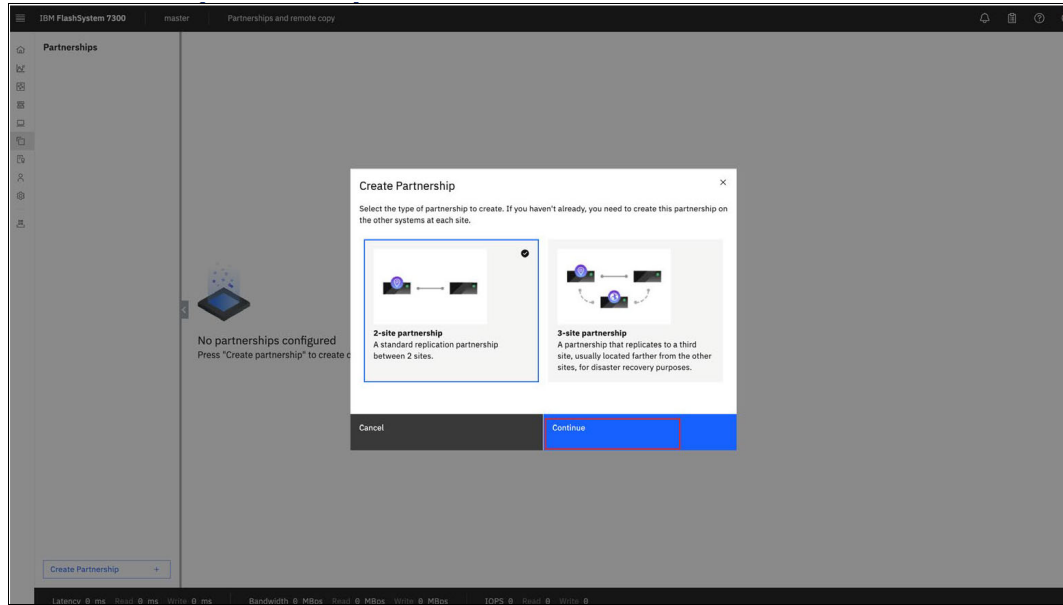 IBM FlashSystem 7300 master Partnerships and remote copy
Partnerships
Create Partnership
Select the type of partnership to create. If you haven't already, you need to create this partnership on
the other systems at each site.
2-site partnership
A standard replication partnership
between 2 sites.
3-site partnership
A partnership that replicates to a third
site, usually located farther from the other
sites, for disaster recovery purposes.
No partnerships configured
Press "Create partnership" to create
Cancel
Continue
Create Partnership +
Latency 0 ms Read 0 ms Write 0 ms Bandwidth 0 MBps Read 0 MBps Write 0 MBps IOPS 0 Read 0 Write 0